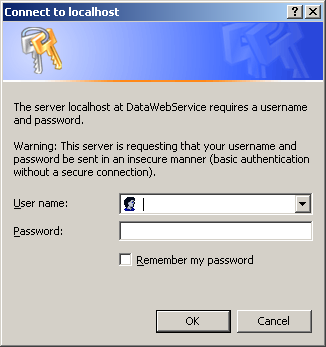 Connect to localhost
The server localhost at DataWebService requires a username
and password.
Warning: This server is requesting that your username and
password be sent in an insecure manner (basic authentication
without a secure connection).
User name:
Password:
Remember my password
OK
Cancel